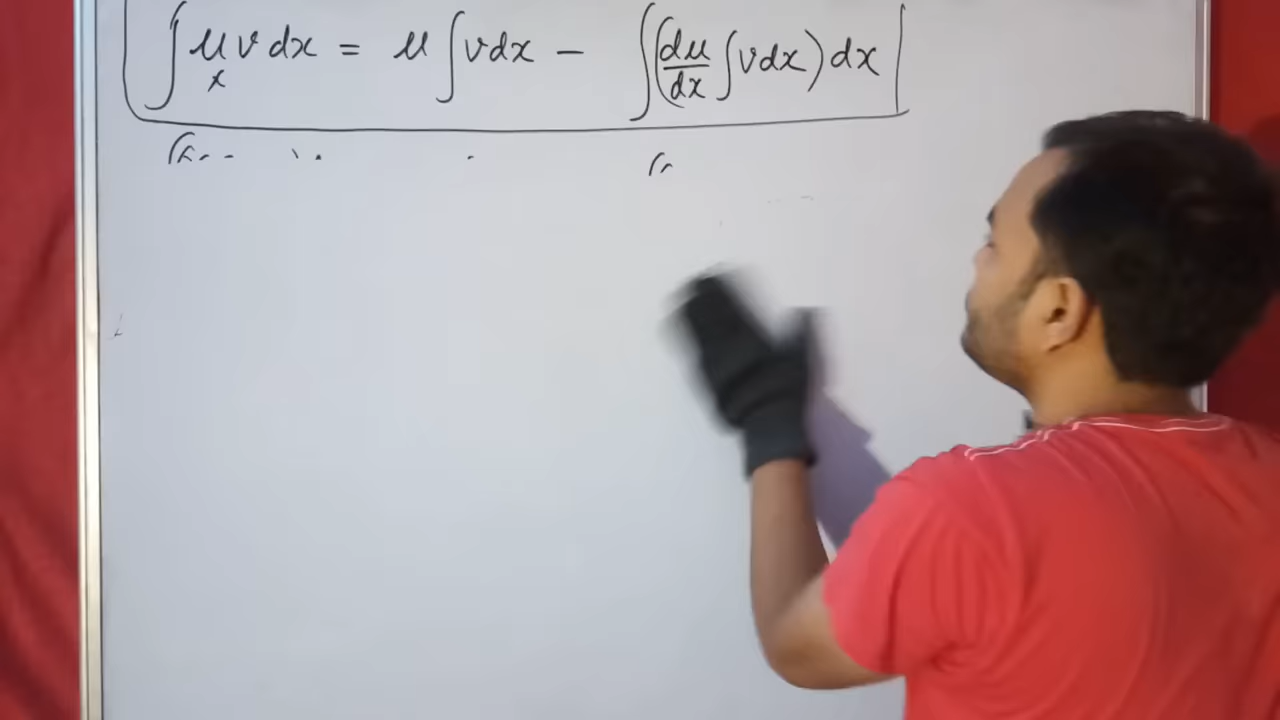 ∫ u v dx = u ∫ v dx − ∫ (du/dx ∫ v dx) dx
x